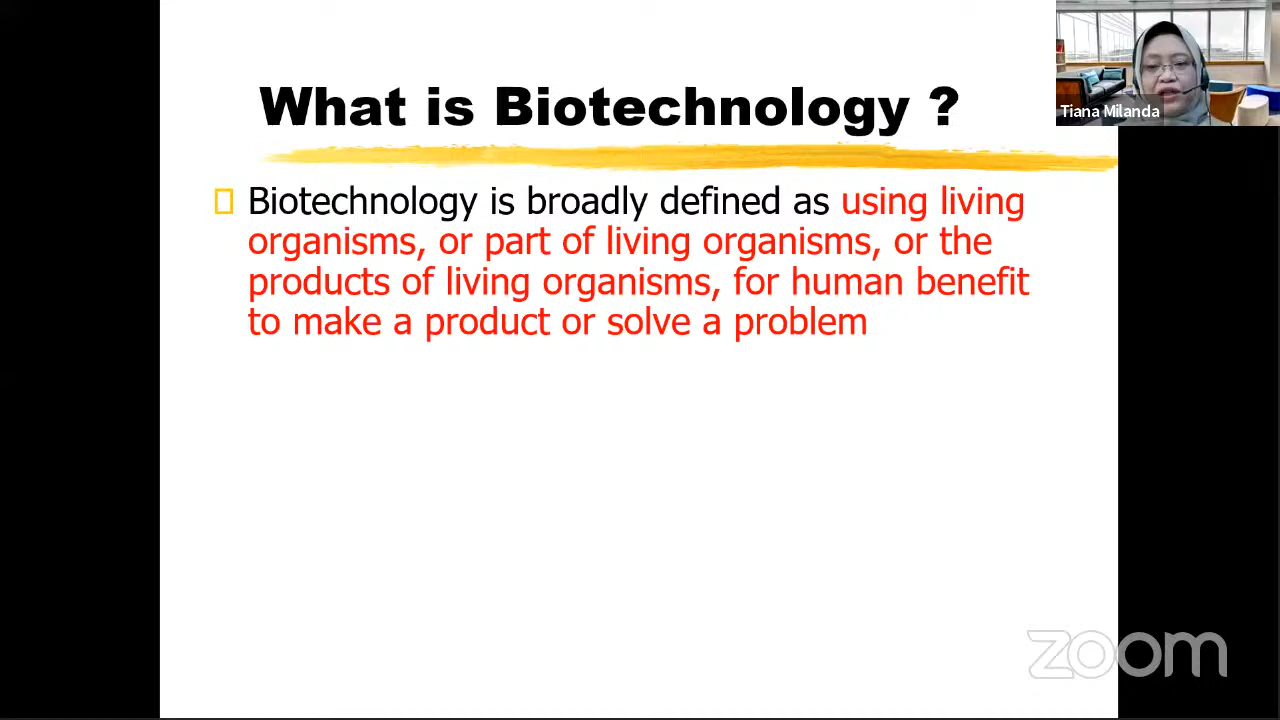 What is Biotechnology ?
Tiana Milanda
Biotechnology is broadly defined as using living
organisms, or part of living organisms, or the
products of living organisms, for human benefit
to make a product or solve a problem
zoom